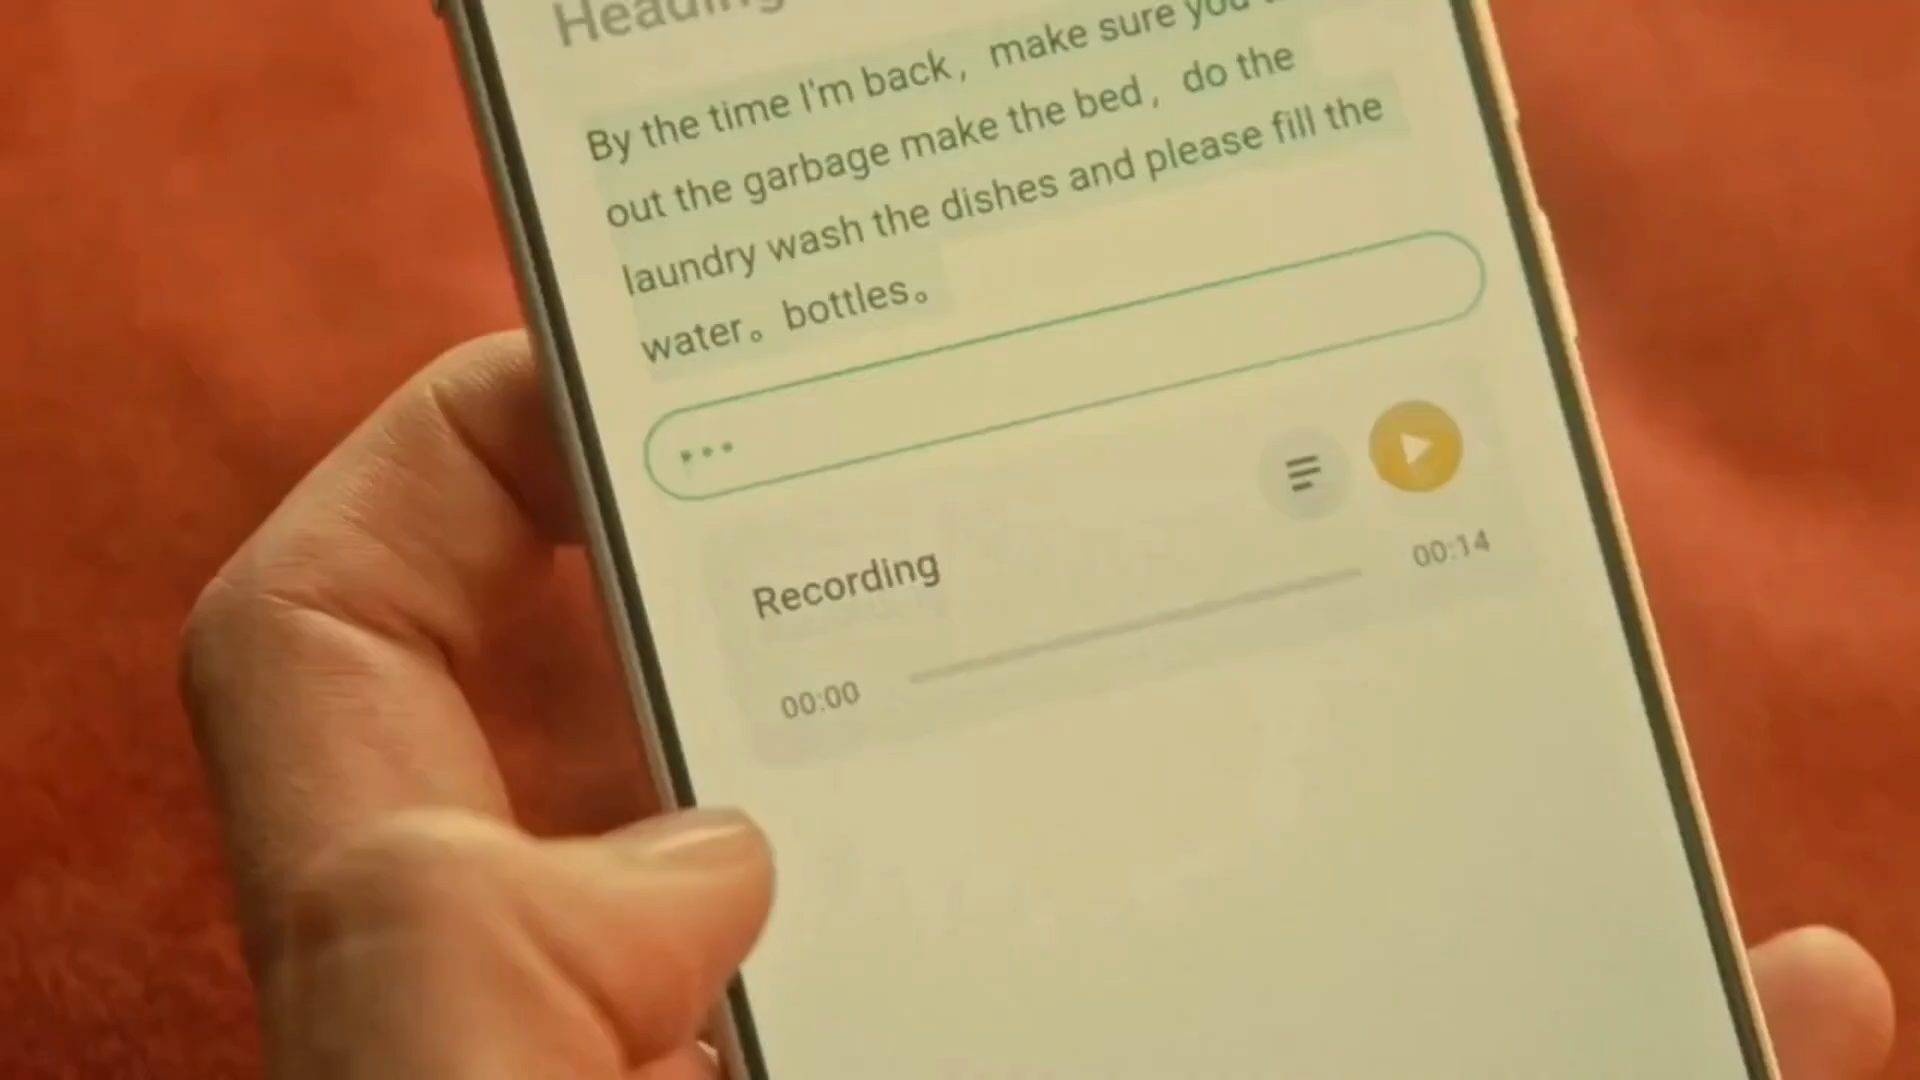 Heading
By the time I'm back，make sure you
out the garbage make the bed，do the
laundry wash the dishes and please fill the
water。bottles。
Recording
00:00
00:14